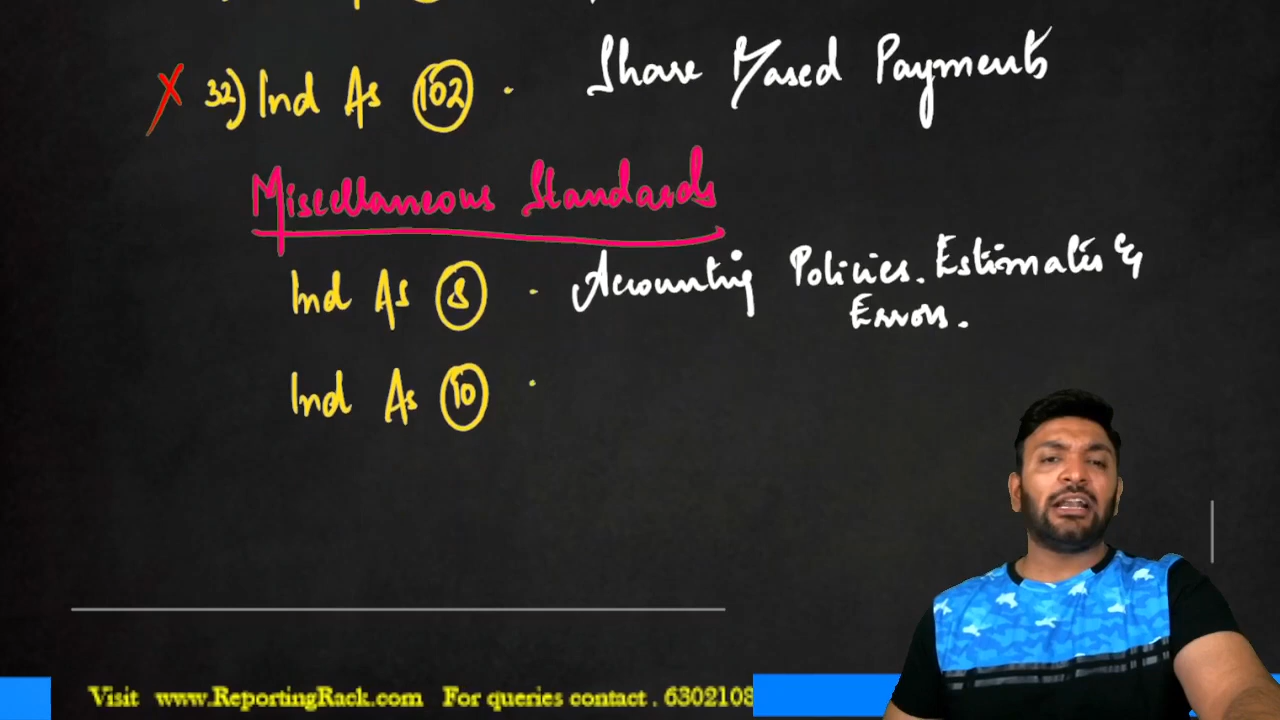 32) Ind As 102 . Share Based Payments
Miscellaneous Standards
Ind As 8 . Accounting Policies. Estimates &
Errors.
Ind As 10 .
Visit www.ReportingRack.com For queries contact . 630210